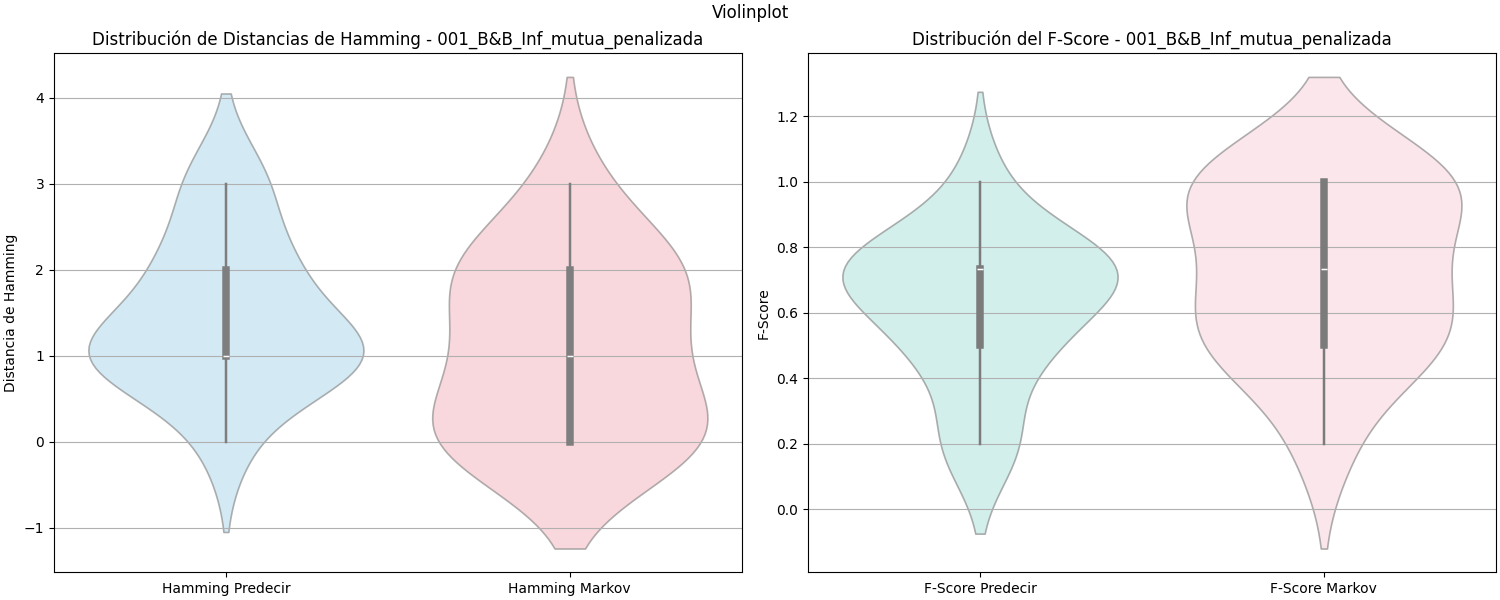 Violinplot
Distribución de Distancias de Hamming - 001_B&B_Inf_mutua_penalizada
Distancia de Hamming
4
3
2
1
0
−1
Hamming Predecir
Hamming Markov
Distribución del F-Score - 001_B&B_Inf_mutua_penalizada
F-Score
1.2
1.0
0.8
0.6
0.4
0.2
0.0
F-Score Predecir
F-Score Markov